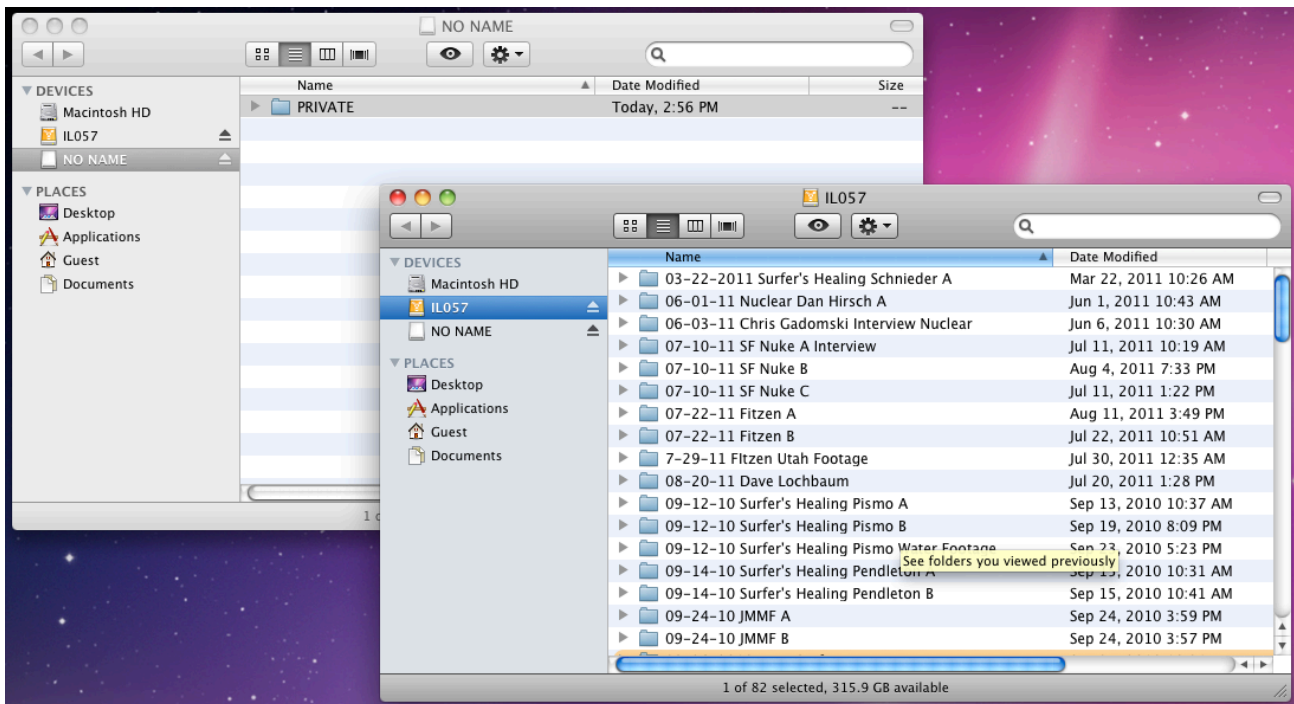 NO NAME
Name Date Modified Size
DEVICES
Macintosh HD
IL057
NO NAME
PLACES
Desktop
Applications
Guest
Documents
PRIVATE Today, 2:56 PM --
IL057
Name Date Modified
DEVICES
Macintosh HD
IL057
NO NAME
PLACES
Desktop
Applications
Guest
Documents
03-22-2011 Surfer's Healing Schnieder A Mar 22, 2011 10:26 AM
06-01-11 Nuclear Dan Hirsch A Jun 1, 2011 10:43 AM
06-03-11 Chris Gadomski Interview Nuclear Jun 6, 2011 10:30 AM
07-10-11 SF Nuke A Interview Jul 11, 2011 10:19 AM
07-10-11 SF Nuke B Aug 4, 2011 7:33 PM
07-10-11 SF Nuke C Jul 11, 2011 1:22 PM
07-22-11 Fitzen A Aug 11, 2011 3:49 PM
07-22-11 Fitzen B Jul 22, 2011 10:51 AM
7-29-11 FItzen Utah Footage Jul 30, 2011 12:35 AM
08-20-11 Dave Lochbaum Jul 20, 2011 1:28 PM
09-12-10 Surfer's Healing Pismo A Sep 13, 2010 10:37 AM
09-12-10 Surfer's Healing Pismo B Sep 19, 2010 8:09 PM
09-12-10 Surfer's Healing Pismo Water Footage Sep 23, 2010 5:23 PM
See folders you viewed previously
09-14-10 Surfer's Healing Pendleton A 2010 10:31 AM
09-14-10 Surfer's Healing Pendleton B Sep 15, 2010 10:41 AM
09-24-10 JMMF A Sep 24, 2010 3:59 PM
09-24-10 JMMF B Sep 24, 2010 3:57 PM
1 of 82 selected, 315.9 GB available